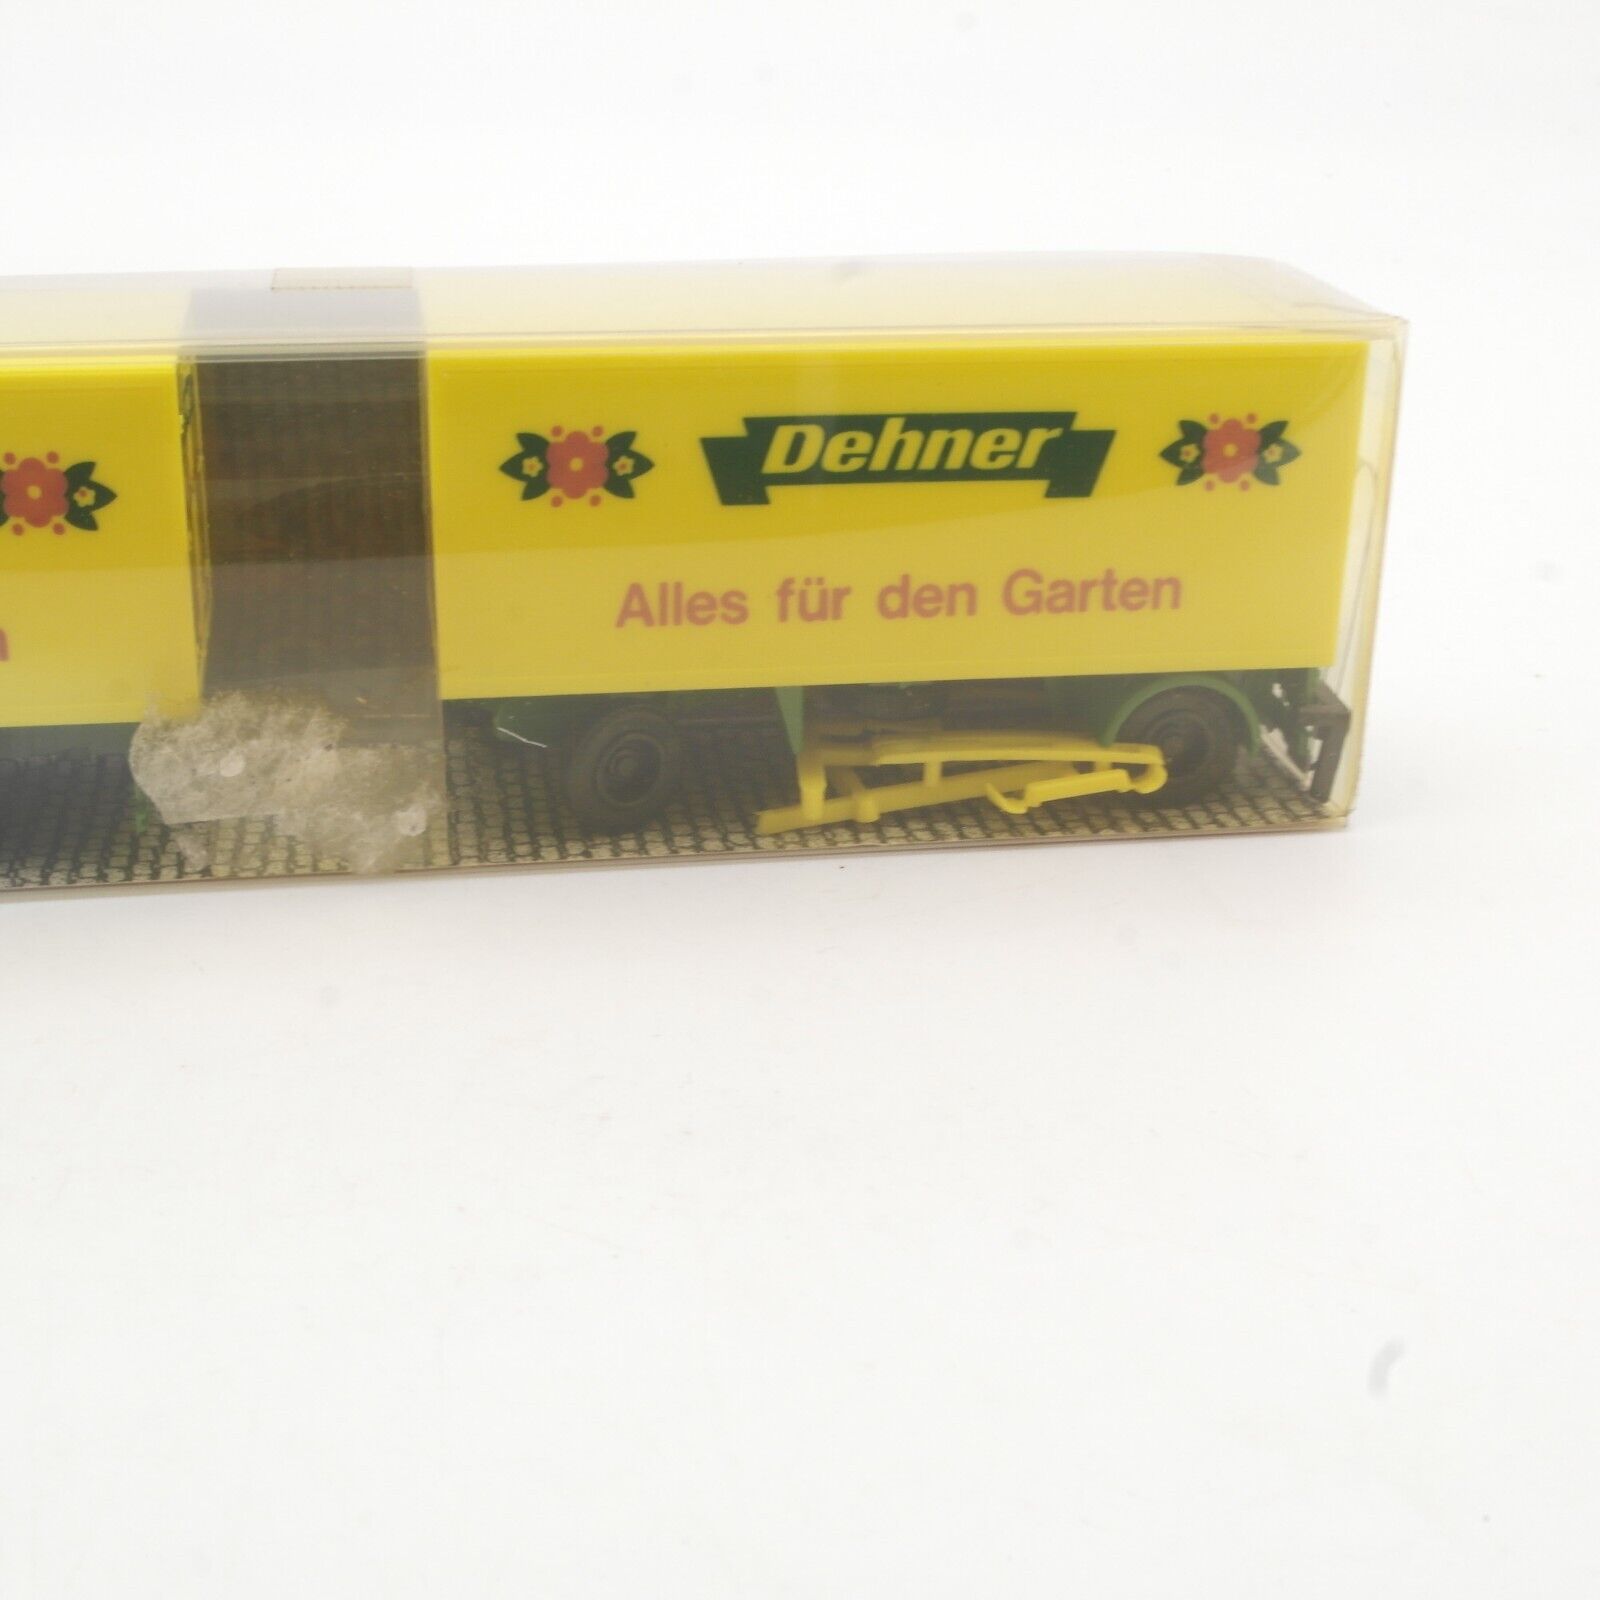 Dehner
Alles für den Garten
n